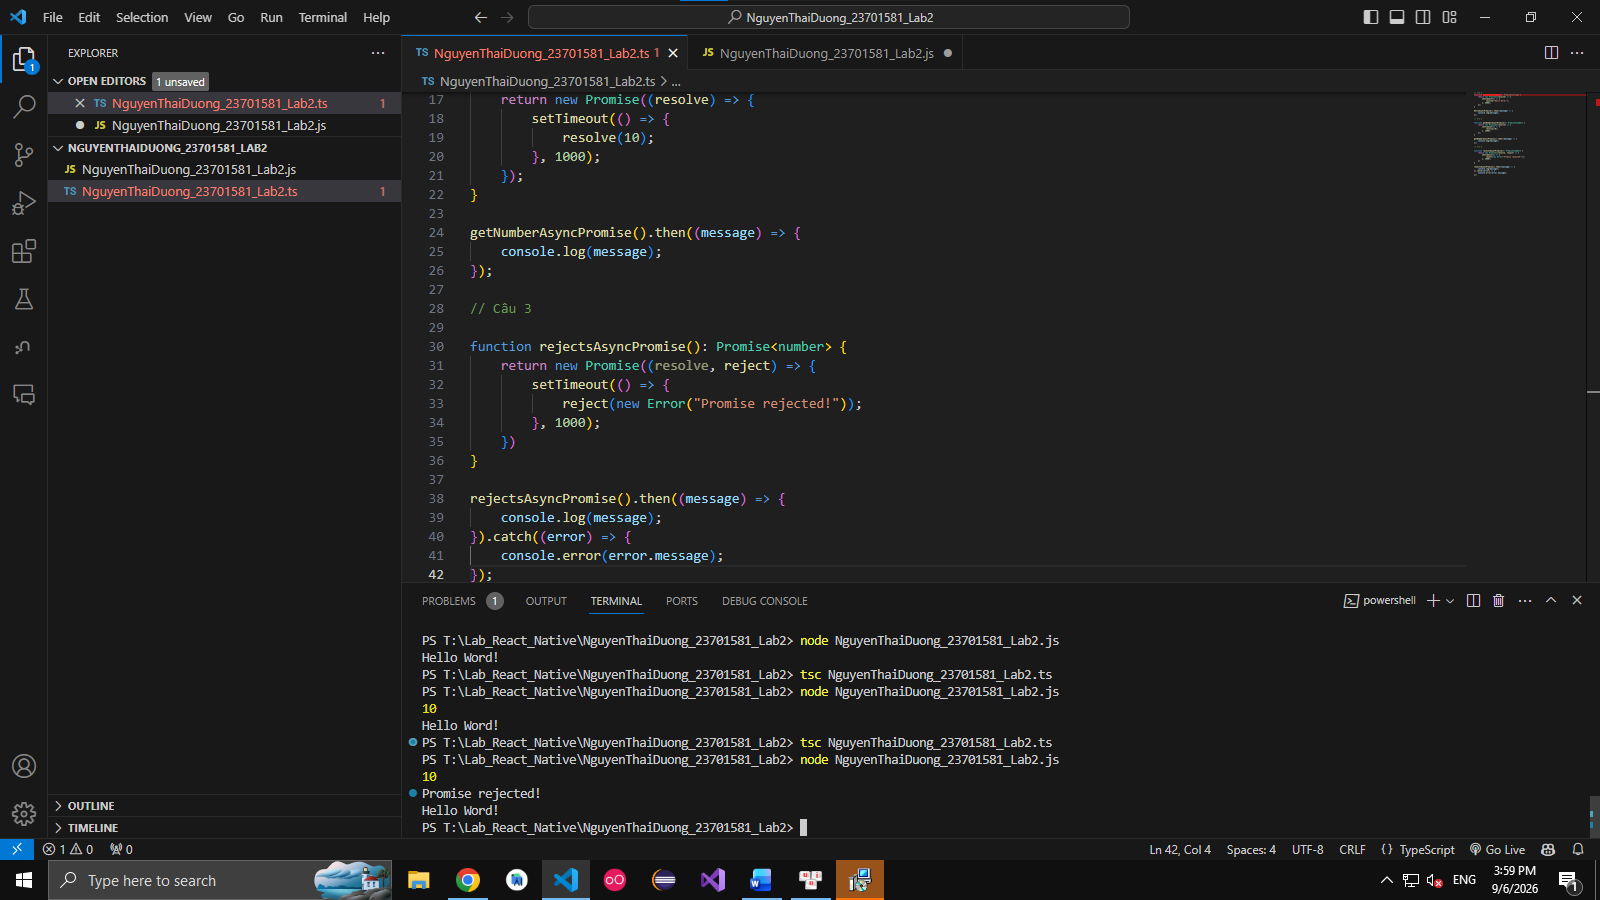 File Edit Selection View Go Run Terminal Help
NguyenThaiDuong_23701581_Lab2
EXPLORER
OPEN EDITORS 1 unsaved
TS NguyenThaiDuong_23701581_Lab2.ts 1
JS NguyenThaiDuong_23701581_Lab2.js
NGUYENTHAIDUONG_23701581_LAB2
JS NguyenThaiDuong_23701581_Lab2.js
TS NguyenThaiDuong_23701581_Lab2.ts 1
OUTLINE
TIMELINE
1
TS NguyenThaiDuong_23701581_Lab2.ts 1
JS NguyenThaiDuong_23701581_Lab2.js
TS NguyenThaiDuong_23701581_Lab2.ts > ...
17 return new Promise((resolve) => {
18 setTimeout(() => {
19 resolve(10);
20 }, 1000);
21 });
22 }
23
24 getNumberAsyncPromise().then((message) => {
25 console.log(message);
26 });
27
28 // Câu 3
29
30 function rejectsAsyncPromise(): Promise<number> {
31 return new Promise((resolve, reject) => {
32 setTimeout(() => {
33 reject(new Error("Promise rejected!"));
34 }, 1000);
35 })
36 }
37
38 rejectsAsyncPromise().then((message) => {
39 console.log(message);
40 }).catch((error) => {
41 console.error(error.message);
42 });
PROBLEMS 1 OUTPUT TERMINAL PORTS DEBUG CONSOLE
powershell
PS T:\Lab_React_Native\NguyenThaiDuong_23701581_Lab2> node NguyenThaiDuong_23701581_Lab2.js
Hello Word!
PS T:\Lab_React_Native\NguyenThaiDuong_23701581_Lab2> tsc NguyenThaiDuong_23701581_Lab2.ts
PS T:\Lab_React_Native\NguyenThaiDuong_23701581_Lab2> node NguyenThaiDuong_23701581_Lab2.js
10
Hello Word!
PS T:\Lab_React_Native\NguyenThaiDuong_23701581_Lab2> tsc NguyenThaiDuong_23701581_Lab2.ts
PS T:\Lab_React_Native\NguyenThaiDuong_23701581_Lab2> node NguyenThaiDuong_23701581_Lab2.js
10
Promise rejected!
Hello Word!
PS T:\Lab_React_Native\NguyenThaiDuong_23701581_Lab2>
1 0 0
Ln 42, Col 4 Spaces: 4 UTF-8 CRLF {} TypeScript Go Live
Type here to search
ENG
3:59 PM
9/6/2026
1